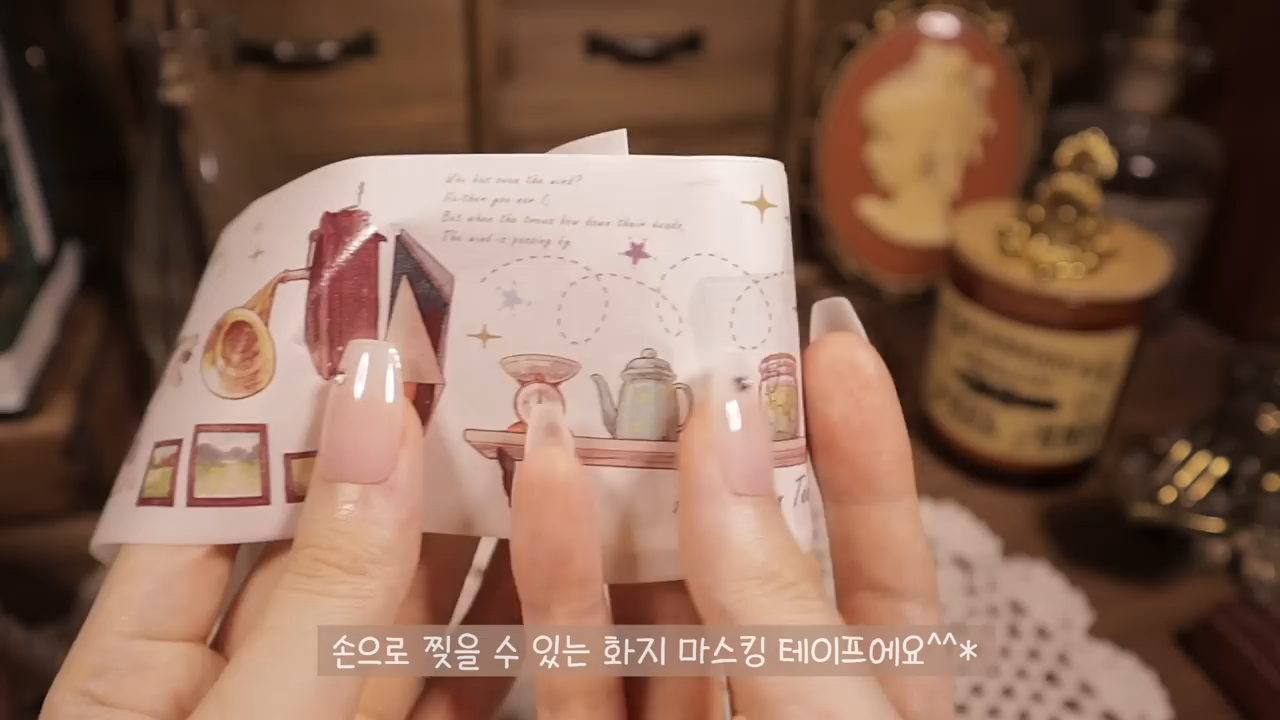 Who has seen the wind?
Neither you nor I:
But when the trees bow down their heads,
The wind is passing by.
손으로 찢을 수 있는 화지 마스킹 테이프에요^^*